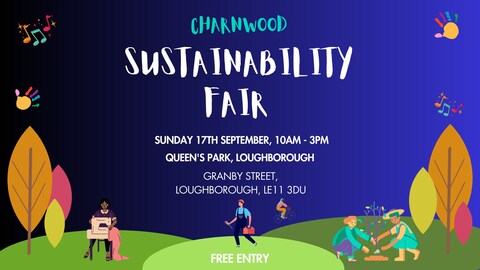 CHARNWOOD
SUSTAINABILITY
FAIR
SUNDAY 17TH SEPTEMBER, 10AM - 3PM
QUEEN'S PARK, LOUGHBOROUGH
GRANBY STREET,
LOUGHBOROUGH, LE11 3DU
FREE ENTRY